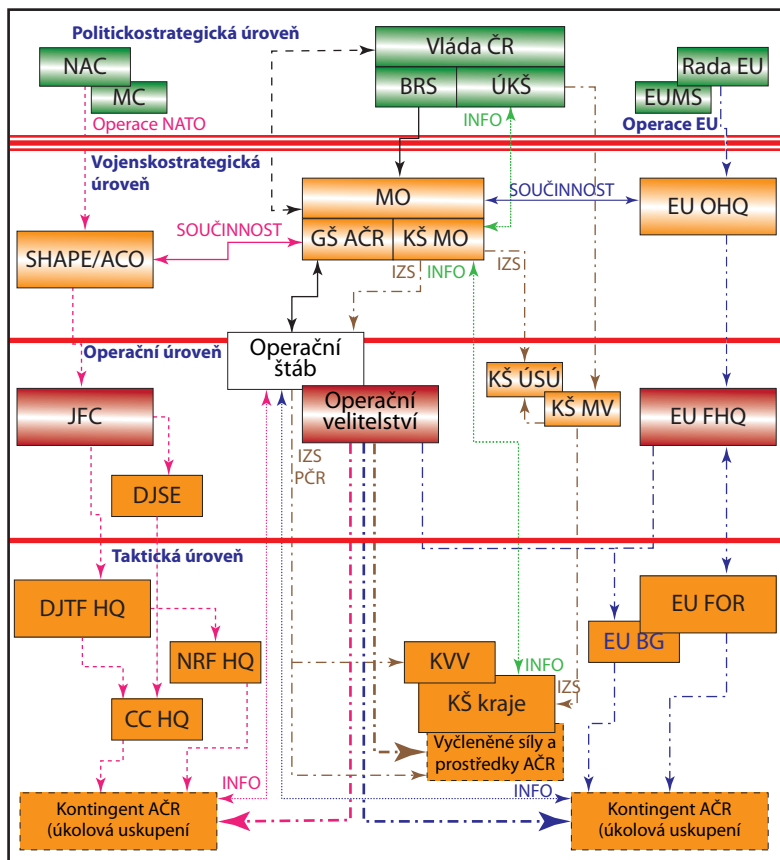 Politickostrategická úroveň
NAC
MC
Operace NATO
Vláda ČR
BRS
ÚKŠ
INFO
Rada EU
EUMS
Operace EU
Vojenskostrategická
úroveň
MO
SOUČINNOST
EU OHQ
SOUČINNOST
GŠ AČR
KŠ MO
SHAPE/ACO
IZS
INFO
IZS
Operační úroveň
Operační
štáb
KŠ ÚSÚ
KŠ MV
JFC
Operační
velitelství
EU FHQ
IZS
PČR
DJSE
Taktická úroveň
DJTF HQ
EU FOR
NRF HQ
KVV
EU BG
INFO
KŠ kraje
IZS
CC HQ
Vyčleněné síly a
prostředky AČR
INFO
INFO
Kontingent AČR
(úkolová uskupení
Kontingent AČR
(úkolová uskupení